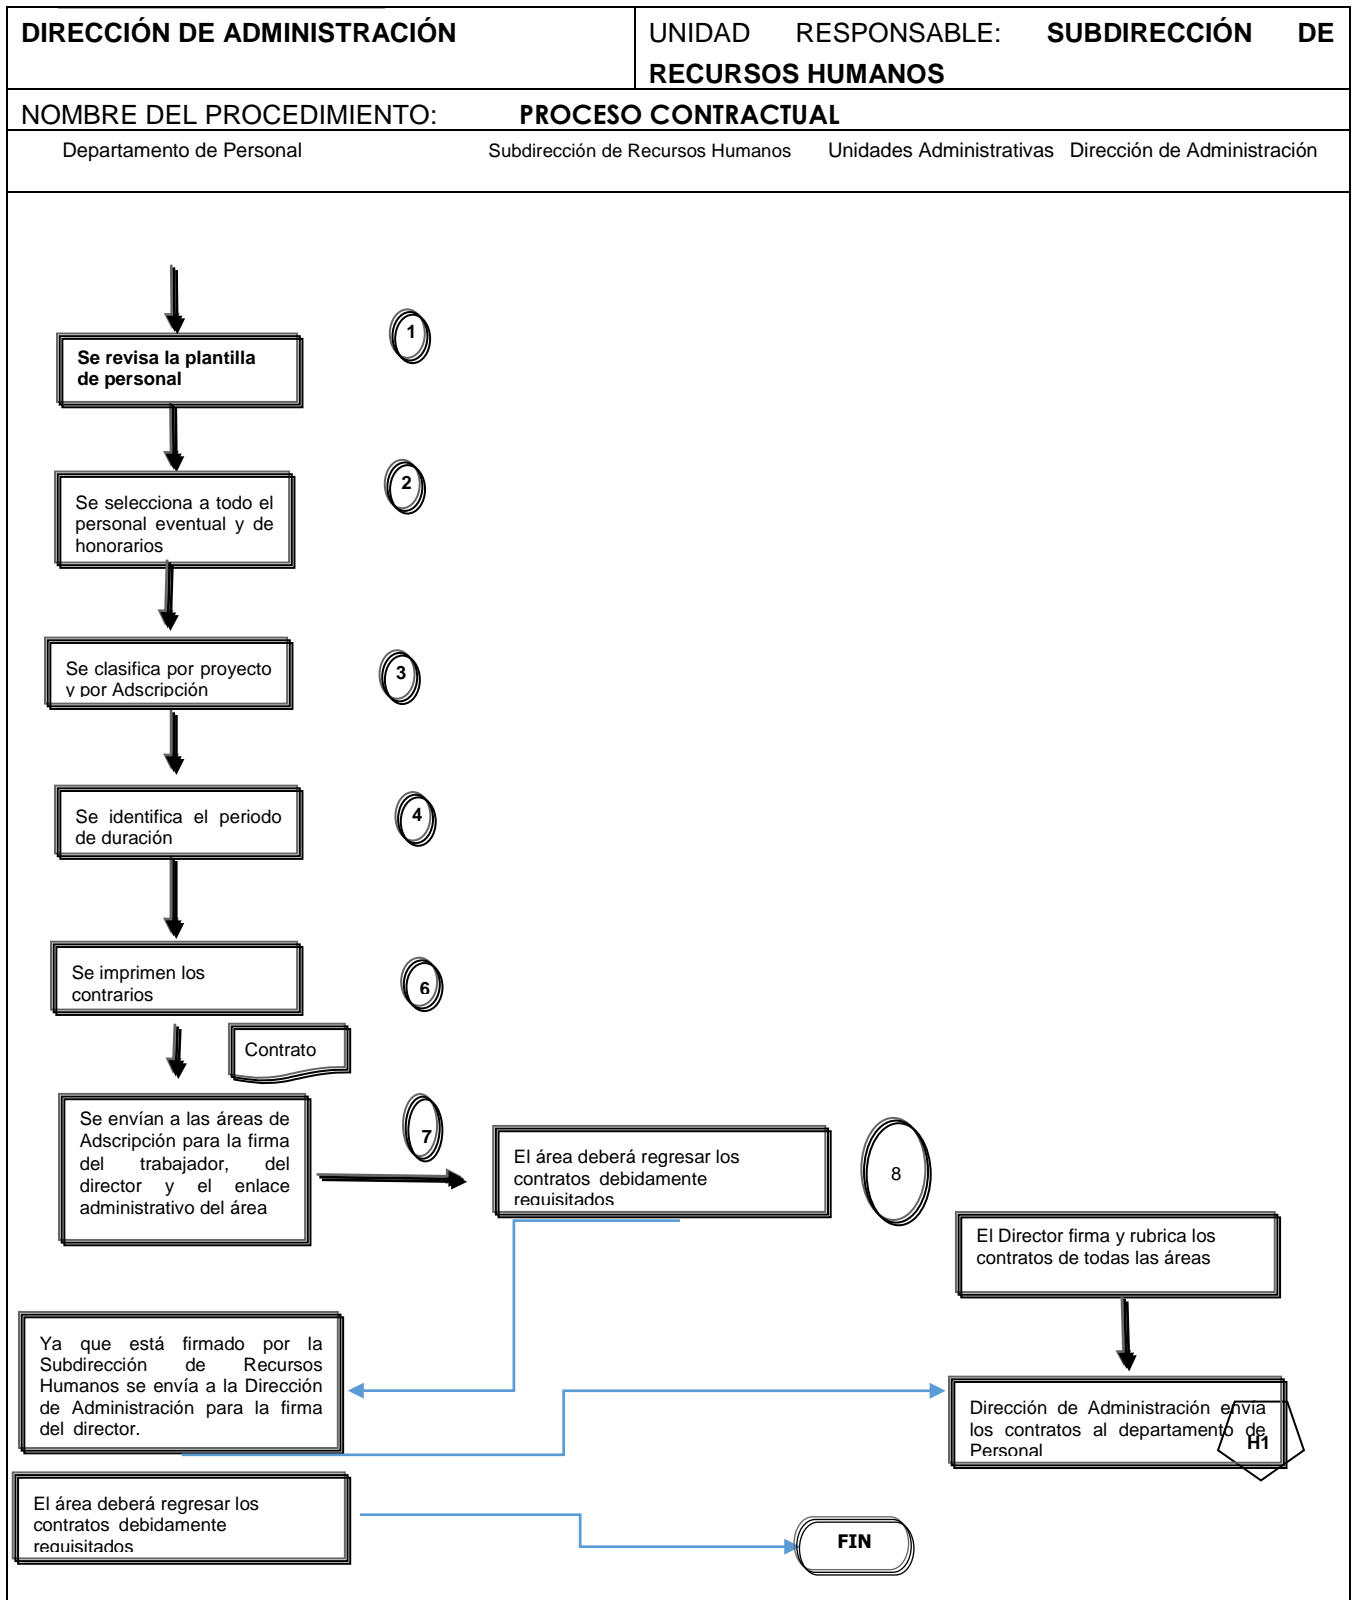 DIRECCIÓN DE ADMINISTRACIÓN
UNIDAD RESPONSABLE: SUBDIRECCIÓN DE
RECURSOS HUMANOS
NOMBRE DEL PROCEDIMIENTO: PROCESO CONTRACTUAL
Departamento de Personal Subdirección de Recursos Humanos Unidades Administrativas Dirección de Administración
1
Se revisa la plantilla
de personal
2
Se selecciona a todo el
personal eventual y de
honorarios
3
Se clasifica por proyecto
y por Adscripción
4
Se identifica el periodo
de duración
Se imprimen los
contrarios
6
Contrato
Se envían a las áreas de
Adscripción para la firma
del trabajador, del
director y el enlace
administrativo del área
7
El área deberá regresar los
contratos debidamente
requisitados
8
El Director firma y rubrica los
contratos de todas las áreas
Ya que está firmado por la
Subdirección de Recursos
Humanos se envía a la Dirección
de Administración para la firma
del director.
Dirección de Administración envía
los contratos al departamento de
Personal
H1
El área deberá regresar los
contratos debidamente
requisitados
FIN